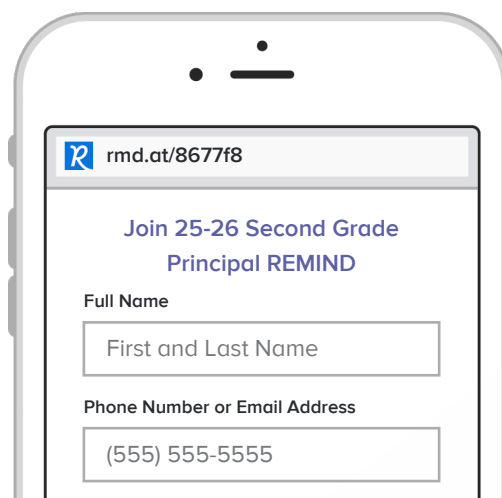 rmd.at/8677f8
Join 25-26 Second Grade
Principal REMIND
Full Name
First and Last Name
Phone Number or Email Address
(555) 555-5555